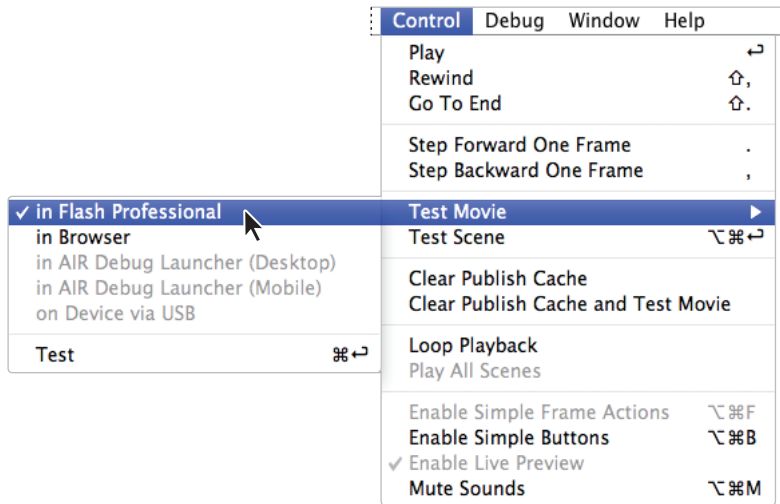 Control Debug Window Help
Play ↩
Rewind ⇧,
Go To End ⇧.
Step Forward One Frame .
Step Backward One Frame ,
Test Movie ▶
Test Scene ⌥⌘↩
Clear Publish Cache
Clear Publish Cache and Test Movie
Loop Playback
Play All Scenes
Enable Simple Frame Actions ⌥⌘F
Enable Simple Buttons ⌥⌘B
✓ Enable Live Preview
Mute Sounds ⌥⌘M
✓ in Flash Professional
in Browser
in AIR Debug Launcher (Desktop)
in AIR Debug Launcher (Mobile)
on Device via USB
Test ⌘↩